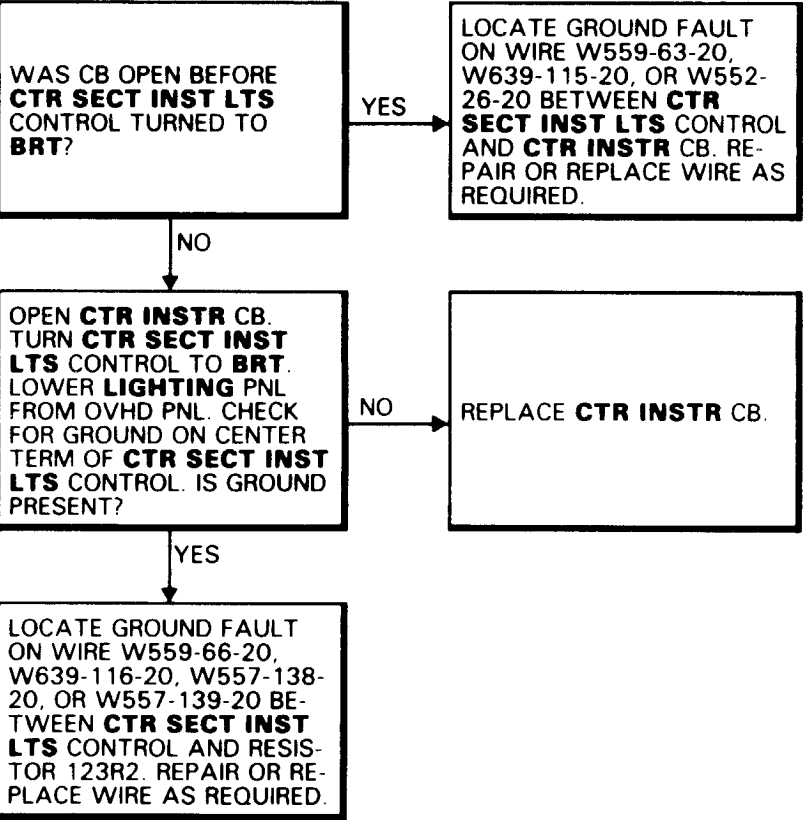 WAS CB OPEN BEFORE
CTR SECT INST LTS
CONTROL TURNED TO
BRT?
YES
LOCATE GROUND FAULT
ON WIRE W559-63-20,
W639-115-20, OR W552-
26-20 BETWEEN CTR
SECT INST LTS CONTROL
AND CTR INSTR CB. RE-
PAIR OR REPLACE WIRE AS
REQUIRED.
NO
OPEN CTR INSTR CB.
TURN CTR SECT INST
LTS CONTROL TO BRT.
LOWER LIGHTING PNL
FROM OVHD PNL. CHECK
FOR GROUND ON CENTER
TERM OF CTR SECT INST
LTS CONTROL. IS GROUND
PRESENT?
NO
REPLACE CTR INSTR CB.
YES
LOCATE GROUND FAULT
ON WIRE W559-66-20,
W639-116-20, W557-138-
20, OR W557-139-20 BE-
TWEEN CTR SECT INST
LTS CONTROL AND RESIS-
TOR 123R2. REPAIR OR RE-
PLACE WIRE AS REQUIRED.